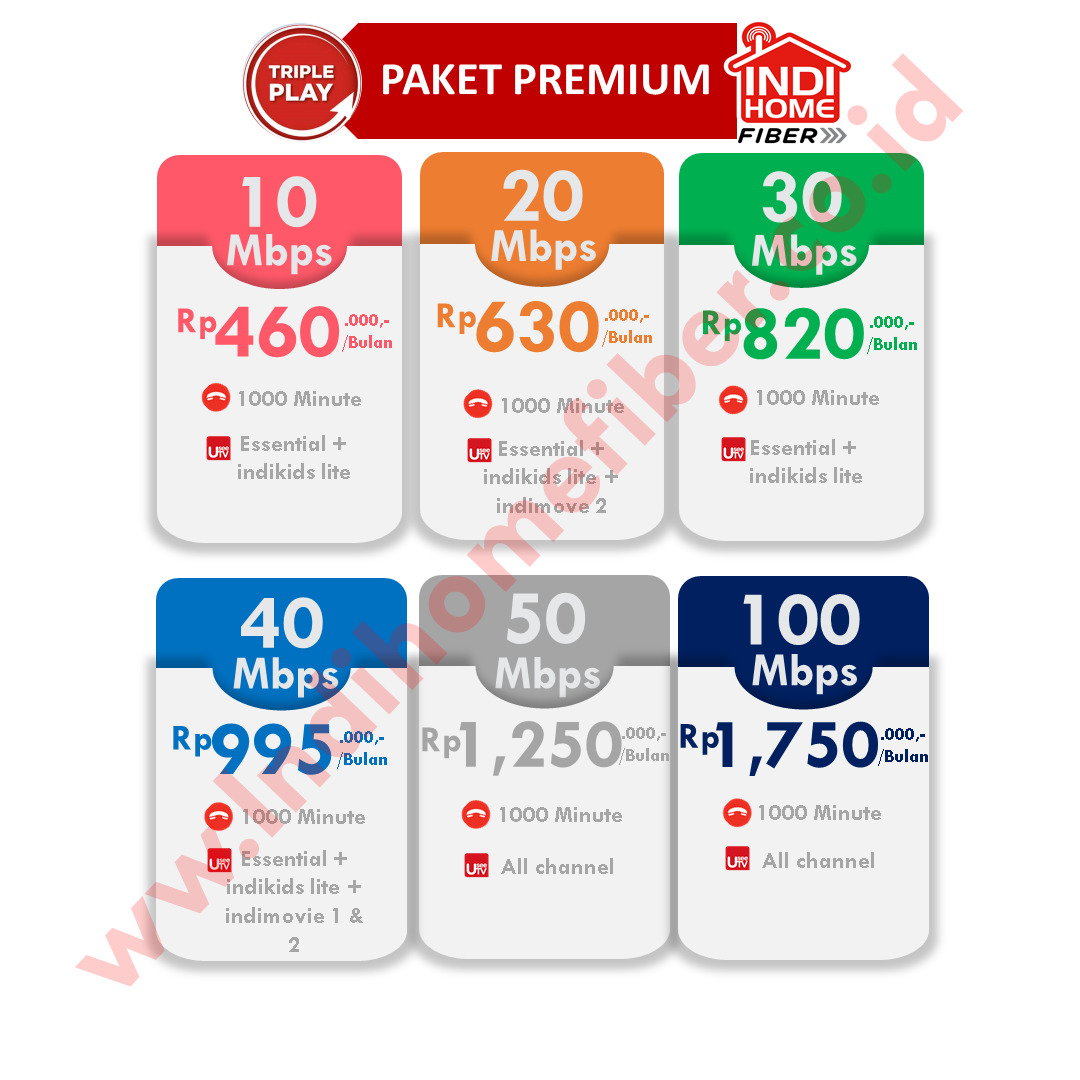 TRIPLE
PLAY
PAKET PREMIUM
INDI
HOME
FIBER
10
Mbps
Rp460.000,-
/Bulan
1000 Minute
UseeTV
Essential +
indikids lite
20
Mbps
Rp630.000,-
/Bulan
1000 Minute
UseeTV
Essential +
indikids lite +
indimove 2
30
Mbps
Rp820.000,-
/Bulan
1000 Minute
UseeTV
Essential +
indikids lite
40
Mbps
Rp995.000,-
/Bulan
1000 Minute
UseeTV
Essential +
indikids lite +
indimovie 1 &
2
50
Mbps
Rp1,250.000,-
/Bulan
1000 Minute
UseeTV
All channel
100
Mbps
Rp1,750.000,-
/Bulan
1000 Minute
UseeTV
All channel
www.Indihomefiber.co.id